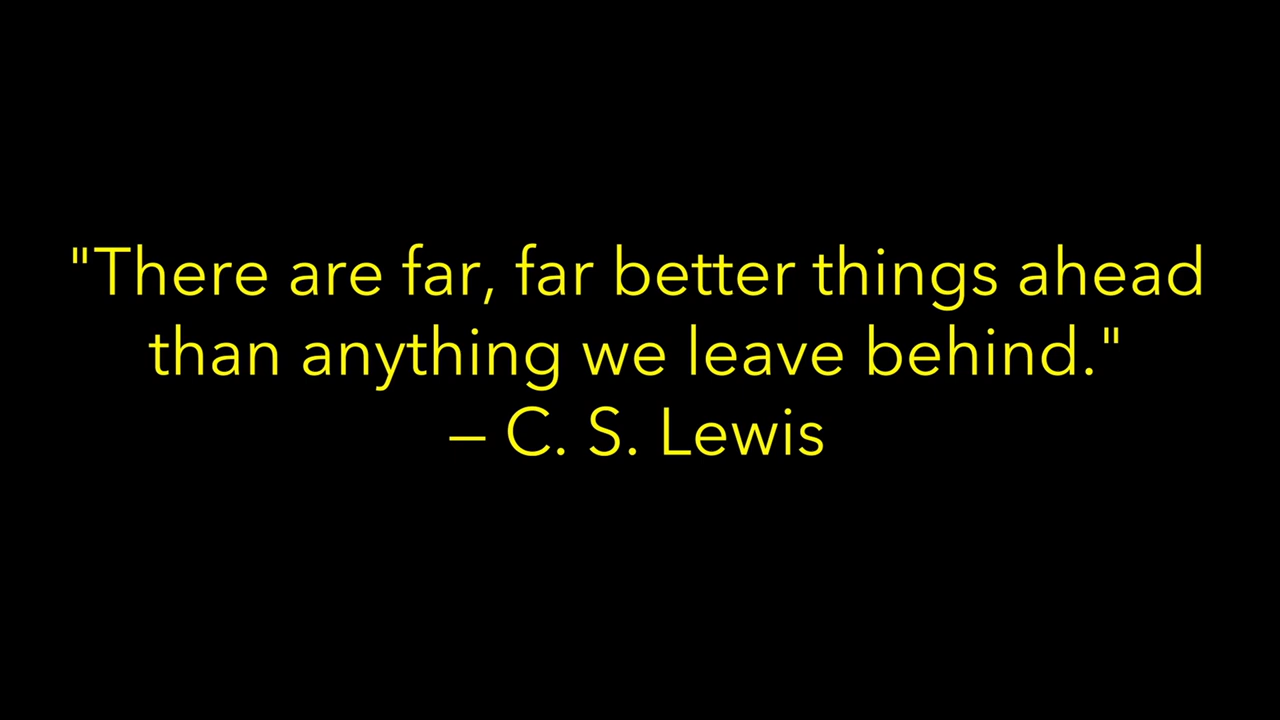 "There are far, far better things ahead
than anything we leave behind."
– C. S. Lewis